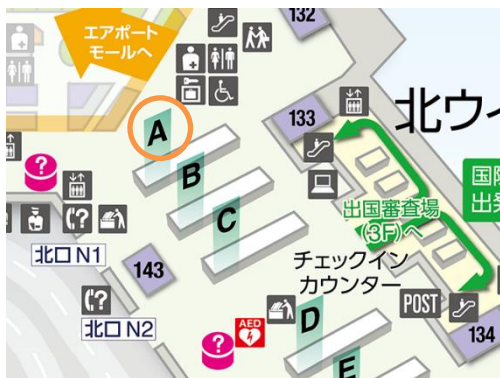 エアポート
モールへ
132
A
133
北ウ
B
C
国際
出発
出国審査場
(3F)へ
チェックイン
カウンター
北口 N1
143
北口 N2
AED
D
POST
134
E